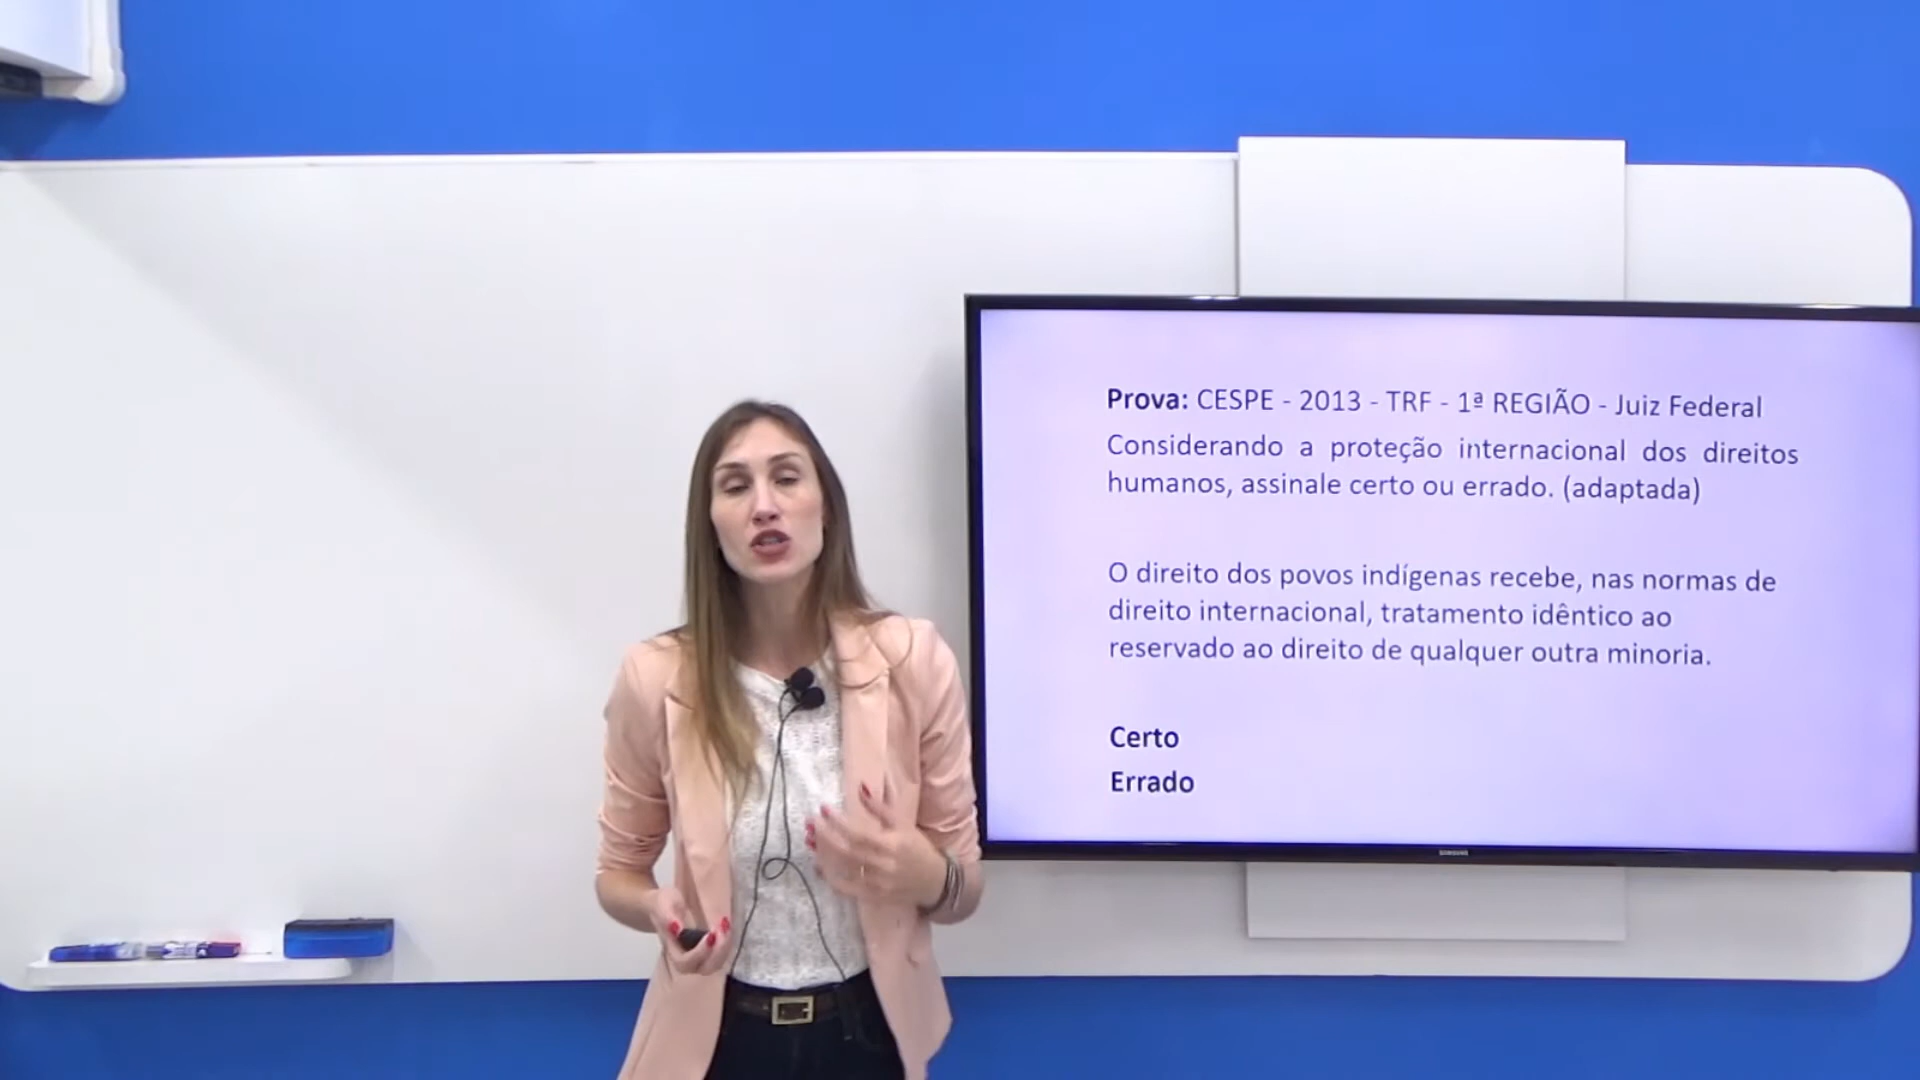 Prova: CESPE - 2013 - TRF - 1ª REGIÃO - Juiz Federal
Considerando a proteção internacional dos direitos
humanos, assinale certo ou errado. (adaptada)
O direito dos povos indígenas recebe, nas normas de
direito internacional, tratamento idêntico ao
reservado ao direito de qualquer outra minoria.
Certo
Errado
SAMSUNG